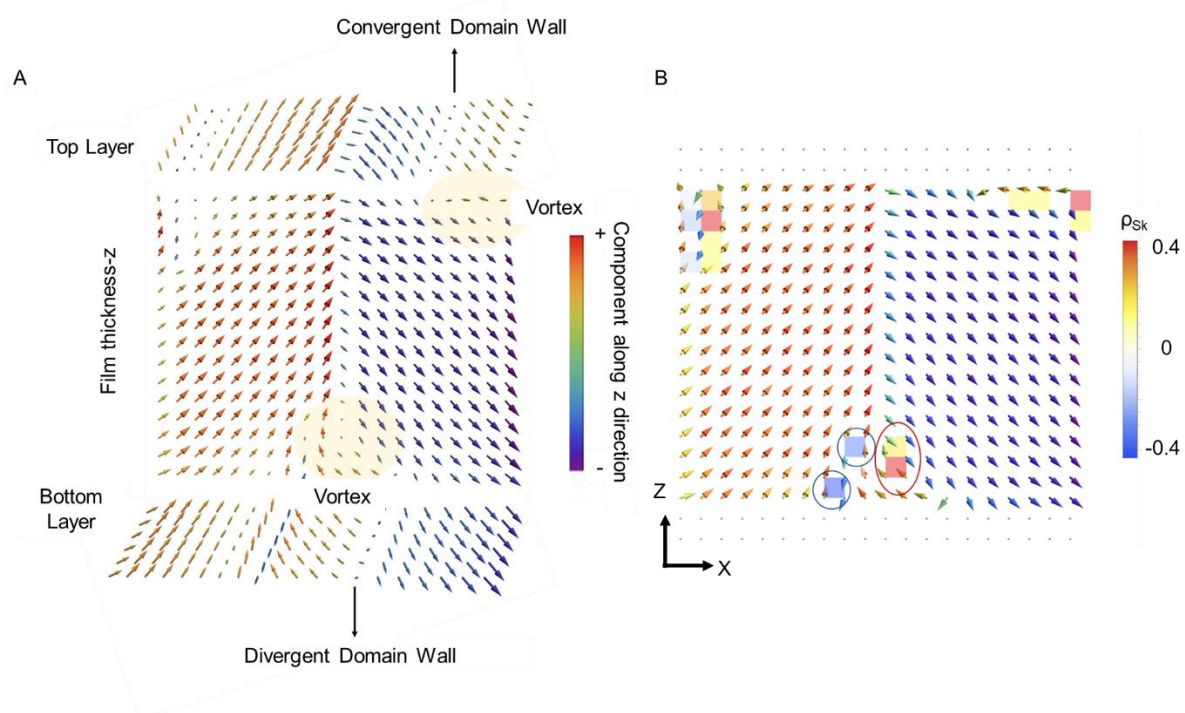 Convergent Domain Wall
A
B
Top Layer
Vortex
+
Component along z direction
-
Film thickness-z
ρSk
0.4
0
-0.4
Bottom
Layer
Vortex
Z
X
Divergent Domain Wall